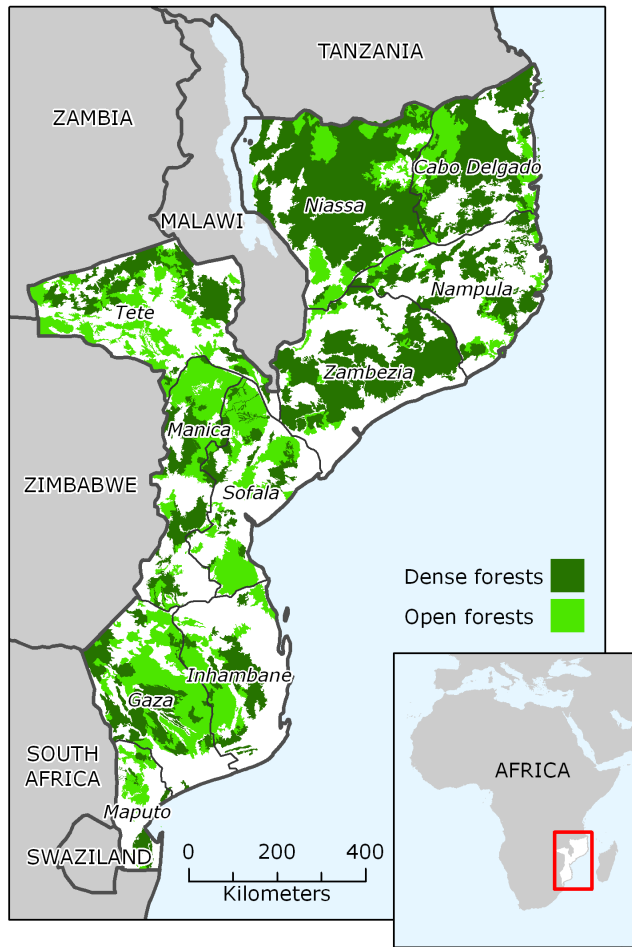 TANZANIA
ZAMBIA
Cabo Delgado
Niassa
MALAWI
Nampula
Tete
Zambezia
Manica
ZIMBABWE
Sofala
Dense forests
Open forests
Inhambane
Gaza
SOUTH
AFRICA
AFRICA
Maputo
SWAZILAND
0 200 400
Kilometers